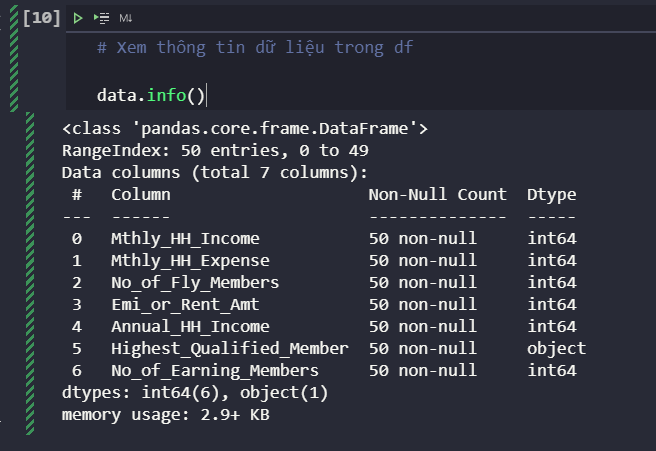 [10] M↓
# Xem thông tin dữ liệu trong df
data.info()
<class 'pandas.core.frame.DataFrame'>
RangeIndex: 50 entries, 0 to 49
Data columns (total 7 columns):
 #   Column                    Non-Null Count  Dtype
---  ------                    --------------  -----
 0   Mthly_HH_Income           50 non-null     int64
 1   Mthly_HH_Expense          50 non-null     int64
 2   No_of_Fly_Members         50 non-null     int64
 3   Emi_or_Rent_Amt           50 non-null     int64
 4   Annual_HH_Income          50 non-null     int64
 5   Highest_Qualified_Member  50 non-null     object
 6   No_of_Earning_Members     50 non-null     int64
dtypes: int64(6), object(1)
memory usage: 2.9+ KB